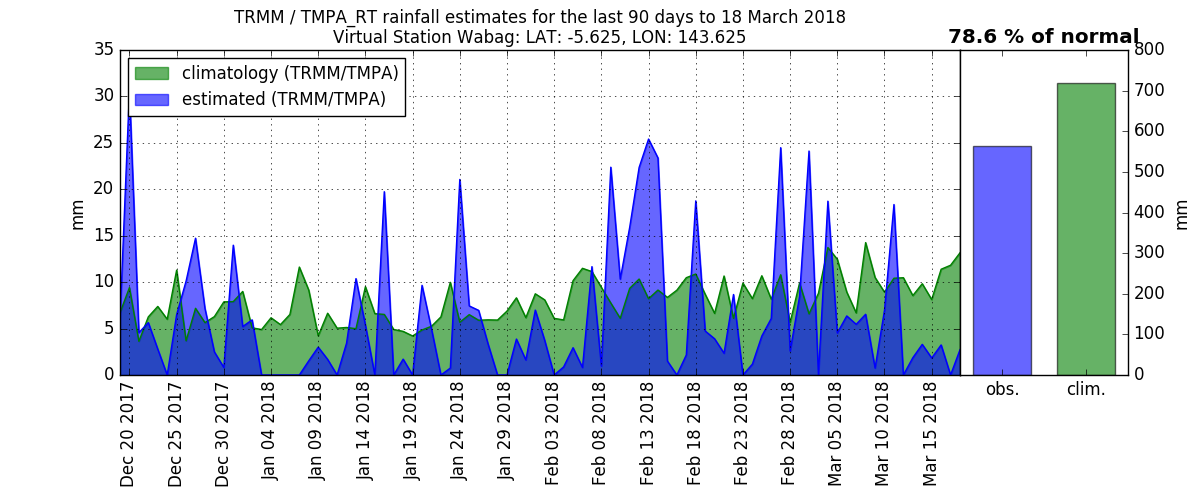 TRMM / TMPA_RT rainfall estimates for the last 90 days to 18 March 2018
Virtual Station Wabag: LAT: -5.625, LON: 143.625
78.6 % of normal
climatology (TRMM/TMPA)
estimated (TRMM/TMPA)
mm
35
30
25
20
15
10
5
0
Dec 20 2017
Dec 25 2017
Dec 30 2017
Jan 04 2018
Jan 09 2018
Jan 14 2018
Jan 19 2018
Jan 24 2018
Jan 29 2018
Feb 03 2018
Feb 08 2018
Feb 13 2018
Feb 18 2018
Feb 23 2018
Feb 28 2018
Mar 05 2018
Mar 10 2018
Mar 15 2018
obs.
clim.
800
700
600
500
400
300
200
100
0
mm